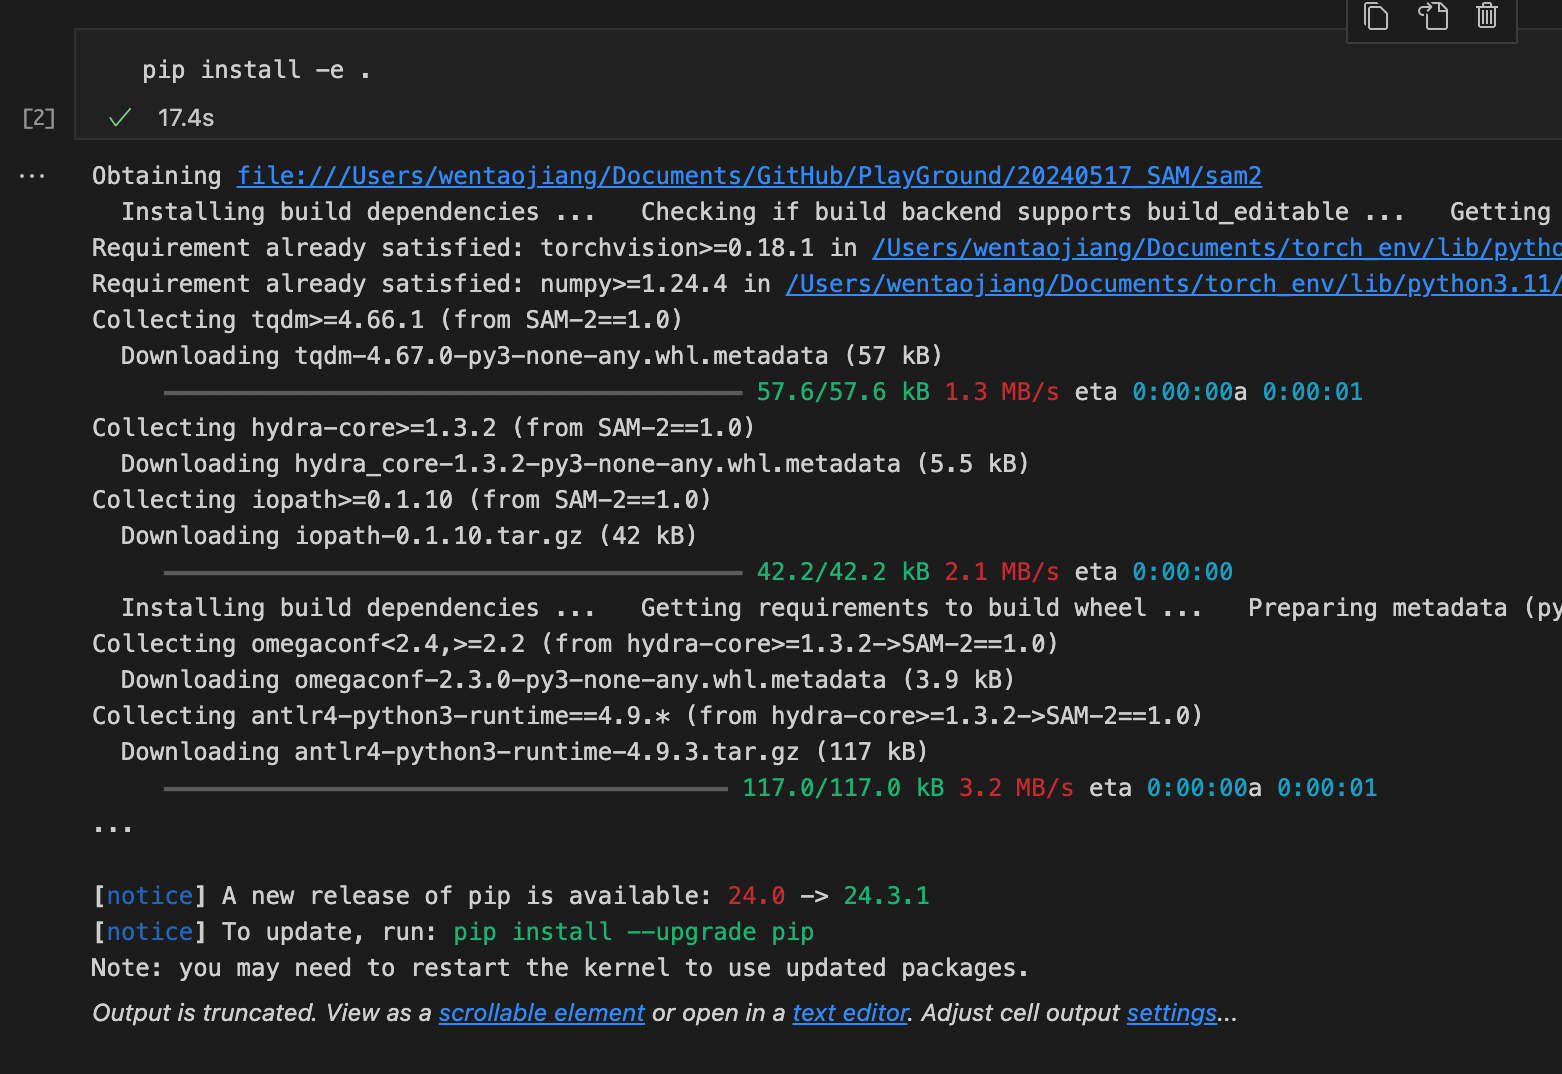 pip install -e .
[2] 17.4s
Obtaining file:///Users/wentaojiang/Documents/GitHub/PlayGround/20240517_SAM/sam2
Installing build dependencies ... Checking if build backend supports build_editable ... Getting
Requirement already satisfied: torchvision>=0.18.1 in /Users/wentaojiang/Documents/torch_env/lib/pytho
Requirement already satisfied: numpy>=1.24.4 in /Users/wentaojiang/Documents/torch_env/lib/python3.11/
Collecting tqdm>=4.66.1 (from SAM-2==1.0)
Downloading tqdm-4.67.0-py3-none-any.whl.metadata (57 kB)
57.6/57.6 kB 1.3 MB/s eta 0:00:00a 0:00:01
Collecting hydra-core>=1.3.2 (from SAM-2==1.0)
Downloading hydra_core-1.3.2-py3-none-any.whl.metadata (5.5 kB)
Collecting iopath>=0.1.10 (from SAM-2==1.0)
Downloading iopath-0.1.10.tar.gz (42 kB)
42.2/42.2 kB 2.1 MB/s eta 0:00:00
Installing build dependencies ... Getting requirements to build wheel ... Preparing metadata (py
Collecting omegaconf<2.4,>=2.2 (from hydra-core>=1.3.2->SAM-2==1.0)
Downloading omegaconf-2.3.0-py3-none-any.whl.metadata (3.9 kB)
Collecting antlr4-python3-runtime==4.9.* (from hydra-core>=1.3.2->SAM-2==1.0)
Downloading antlr4-python3-runtime-4.9.3.tar.gz (117 kB)
117.0/117.0 kB 3.2 MB/s eta 0:00:00a 0:00:01
...
[notice] A new release of pip is available: 24.0 -> 24.3.1
[notice] To update, run: pip install --upgrade pip
Note: you may need to restart the kernel to use updated packages.
Output is truncated. View as a scrollable element or open in a text editor. Adjust cell output settings...